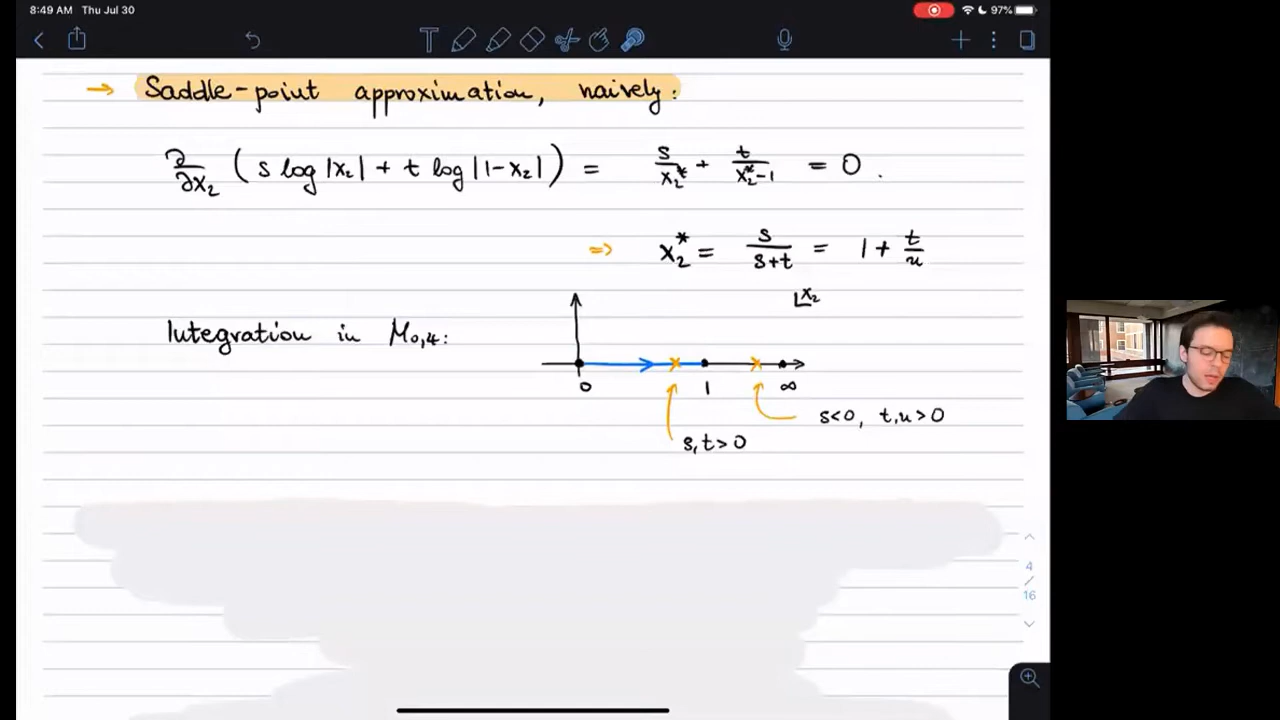 8:49 AM Thu Jul 30
97%
→ Saddle-point approximation, naively:
∂/∂x₂ ( s log|x₂| + t log|1-x₂| ) = s/x₂* + t/x₂*-1 = 0 .
⇒ x₂* = s/s+t = 1 + t/u
x₂
Integration in M₀,₄:
0 1 ∞
s<0, t,u>0
s,t>0
4
/
16